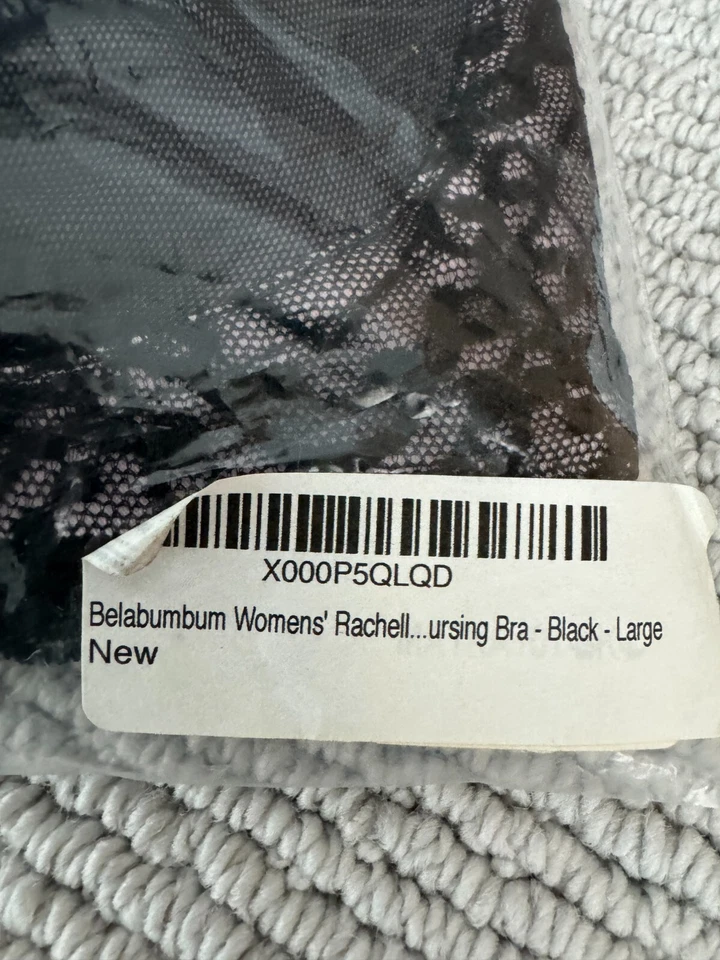 X000P5QLQD
Belabumbum Womens' Rachell...ursing Bra - Black - Large
New